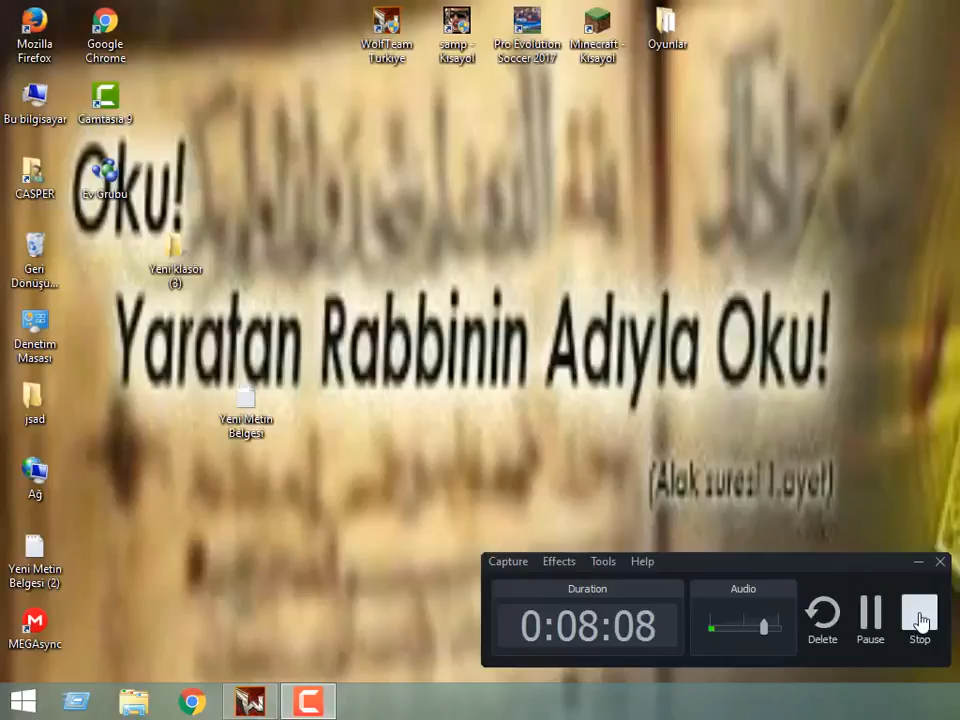 Mozilla
Firefox
Google
Chrome
WolfTeam
Türkiye
samp -
Kısayol
Pro Evolution
Soccer 2017
Minecraft -
Kısayol
Oyunlar
Bu bilgisayar
Camtasia 9
CASPER
Ev Grubu
Oku!
Geri
Dönüşü...
Yeni klasör
(3)
Yaratan Rabbinin Adıyla Oku!
Denetim
Masası
jsad
Yeni Metin
Belgesi
(Alak suresi 1.ayet)
Ağ
Yeni Metin
Belgesi (2)
MEGAsync
Capture Effects Tools Help
Duration
Audio
0:08:08
Delete
Pause
Stop